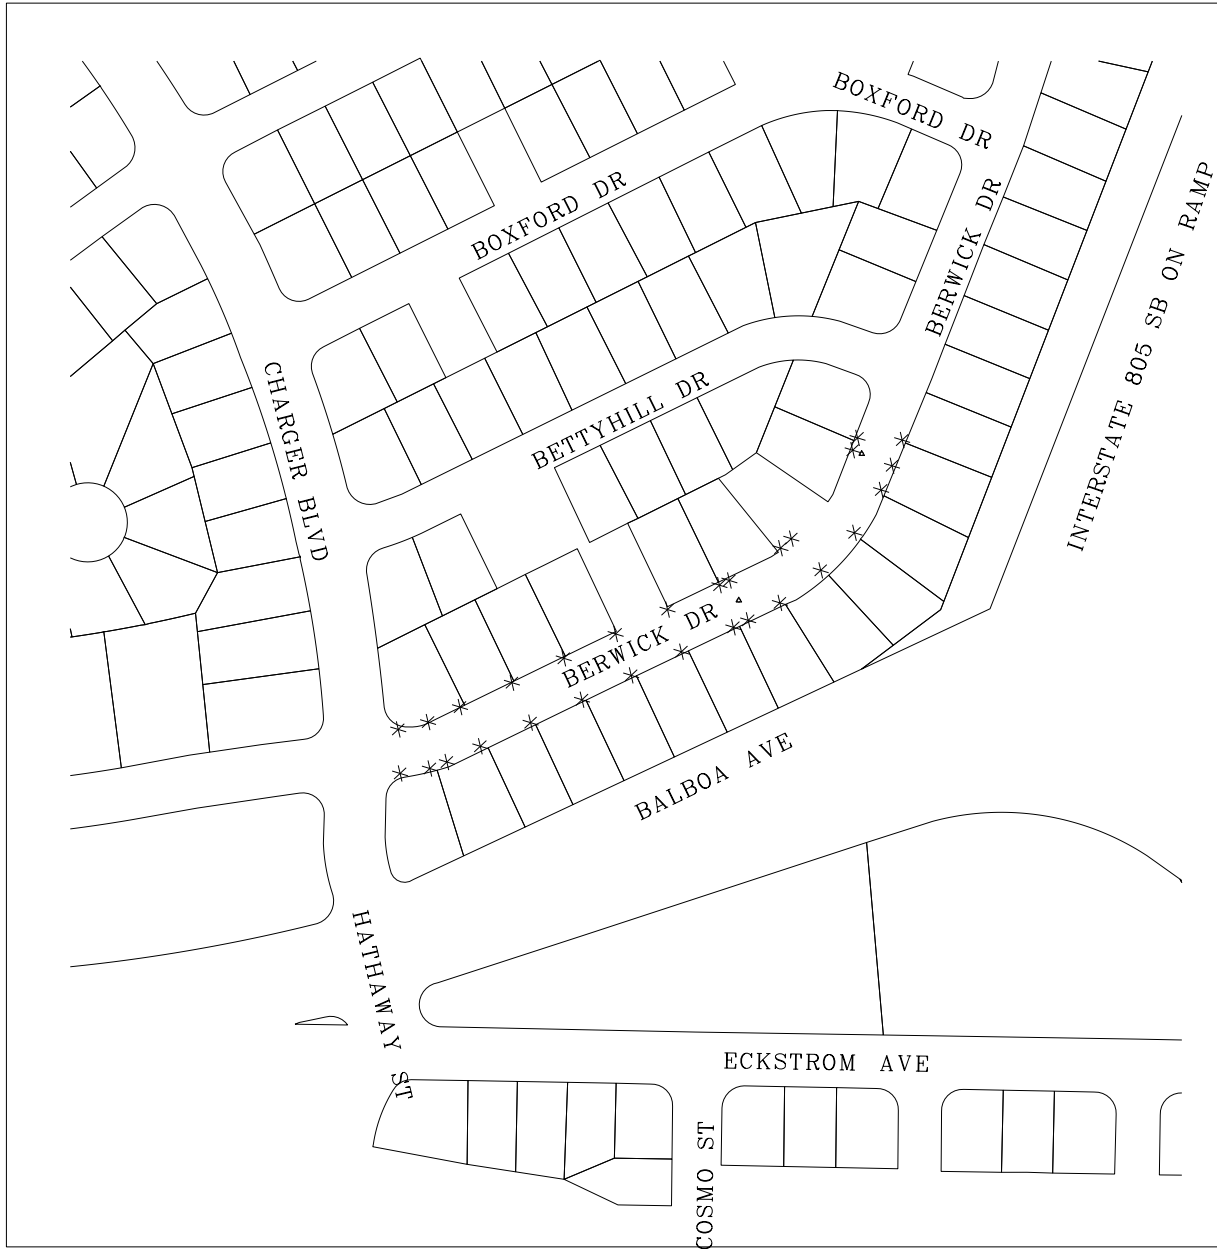 BOXFORD DR
BOXFORD DR
BERWICK DR
INTERSTATE 805 SB ON RAMP
CHARGER BLVD
BETTYHILL DR
BERWICK DR
BALBOA AVE
HATHAWAY ST
ECKSTROM AVE
COSMO ST